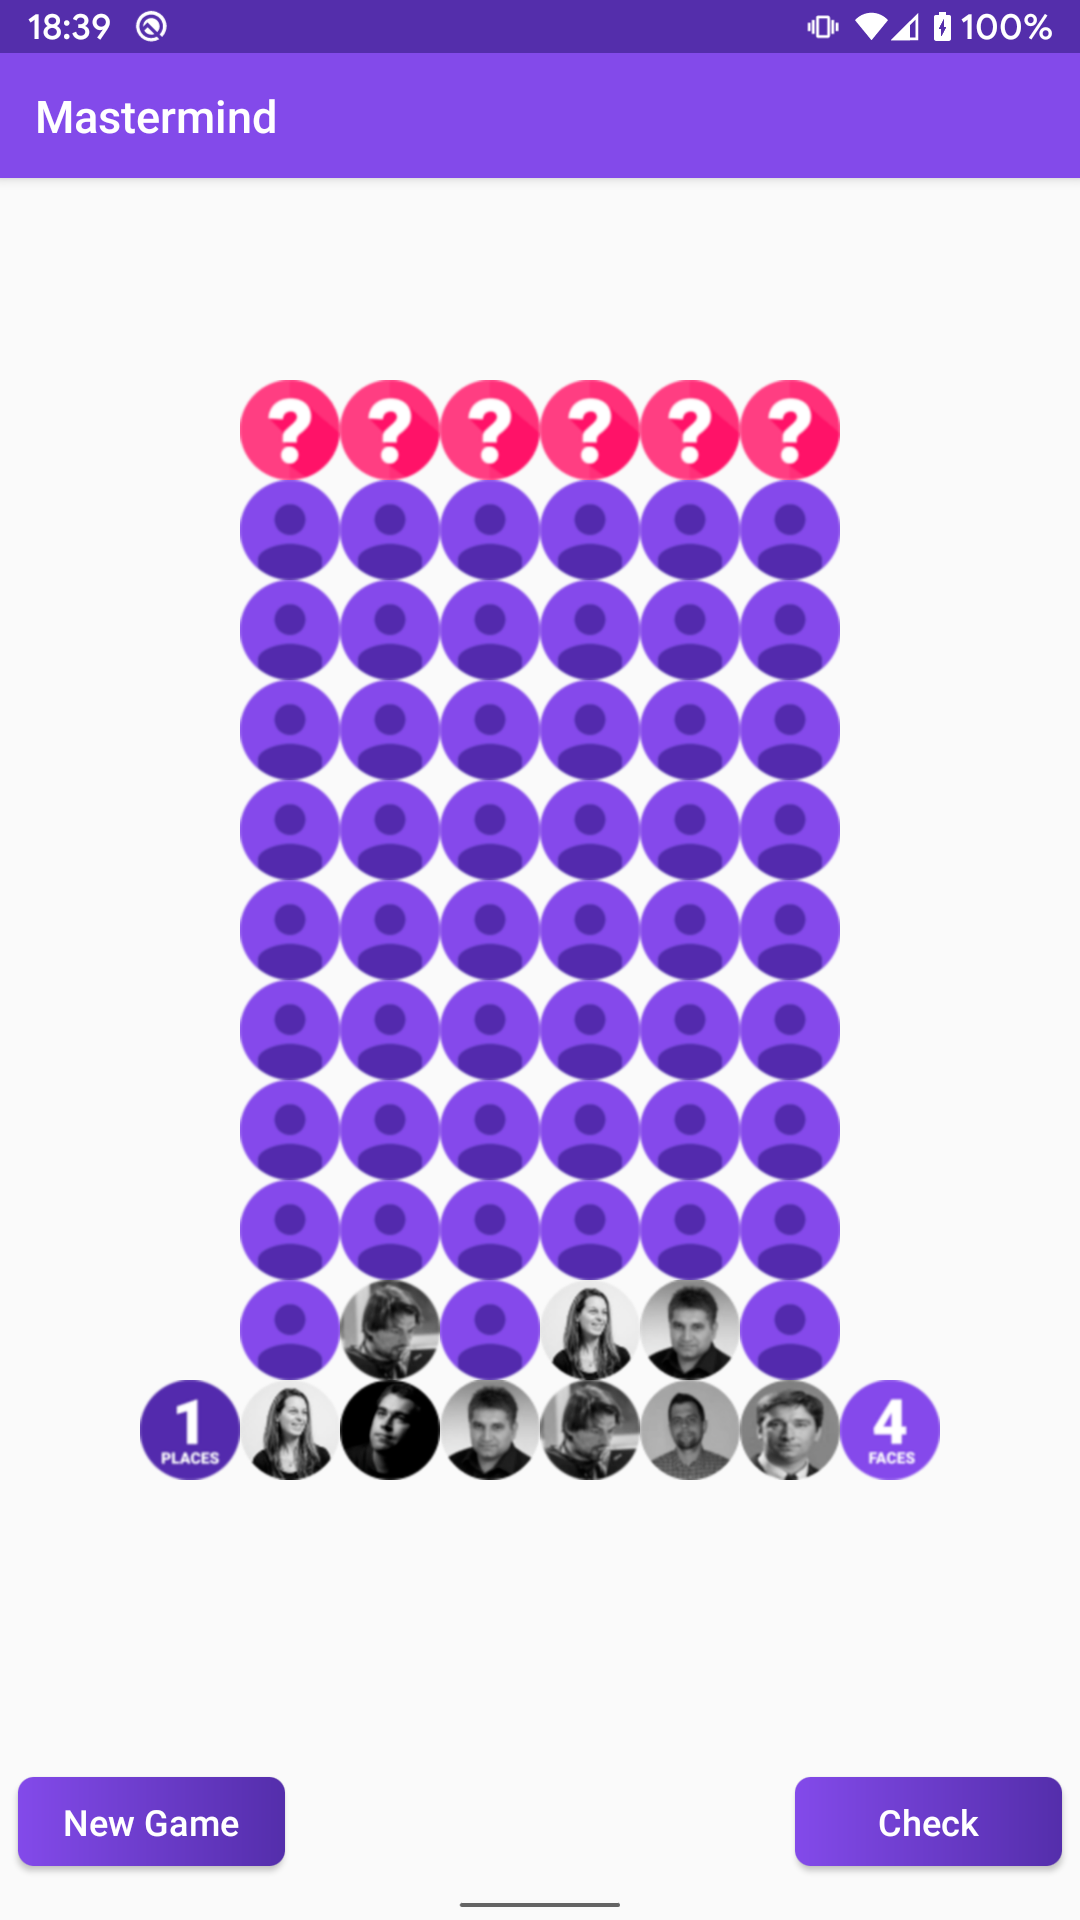 18:39 100%
Mastermind
? ? ? ? ? ?
1 PLACES
4 FACES
New Game
Check